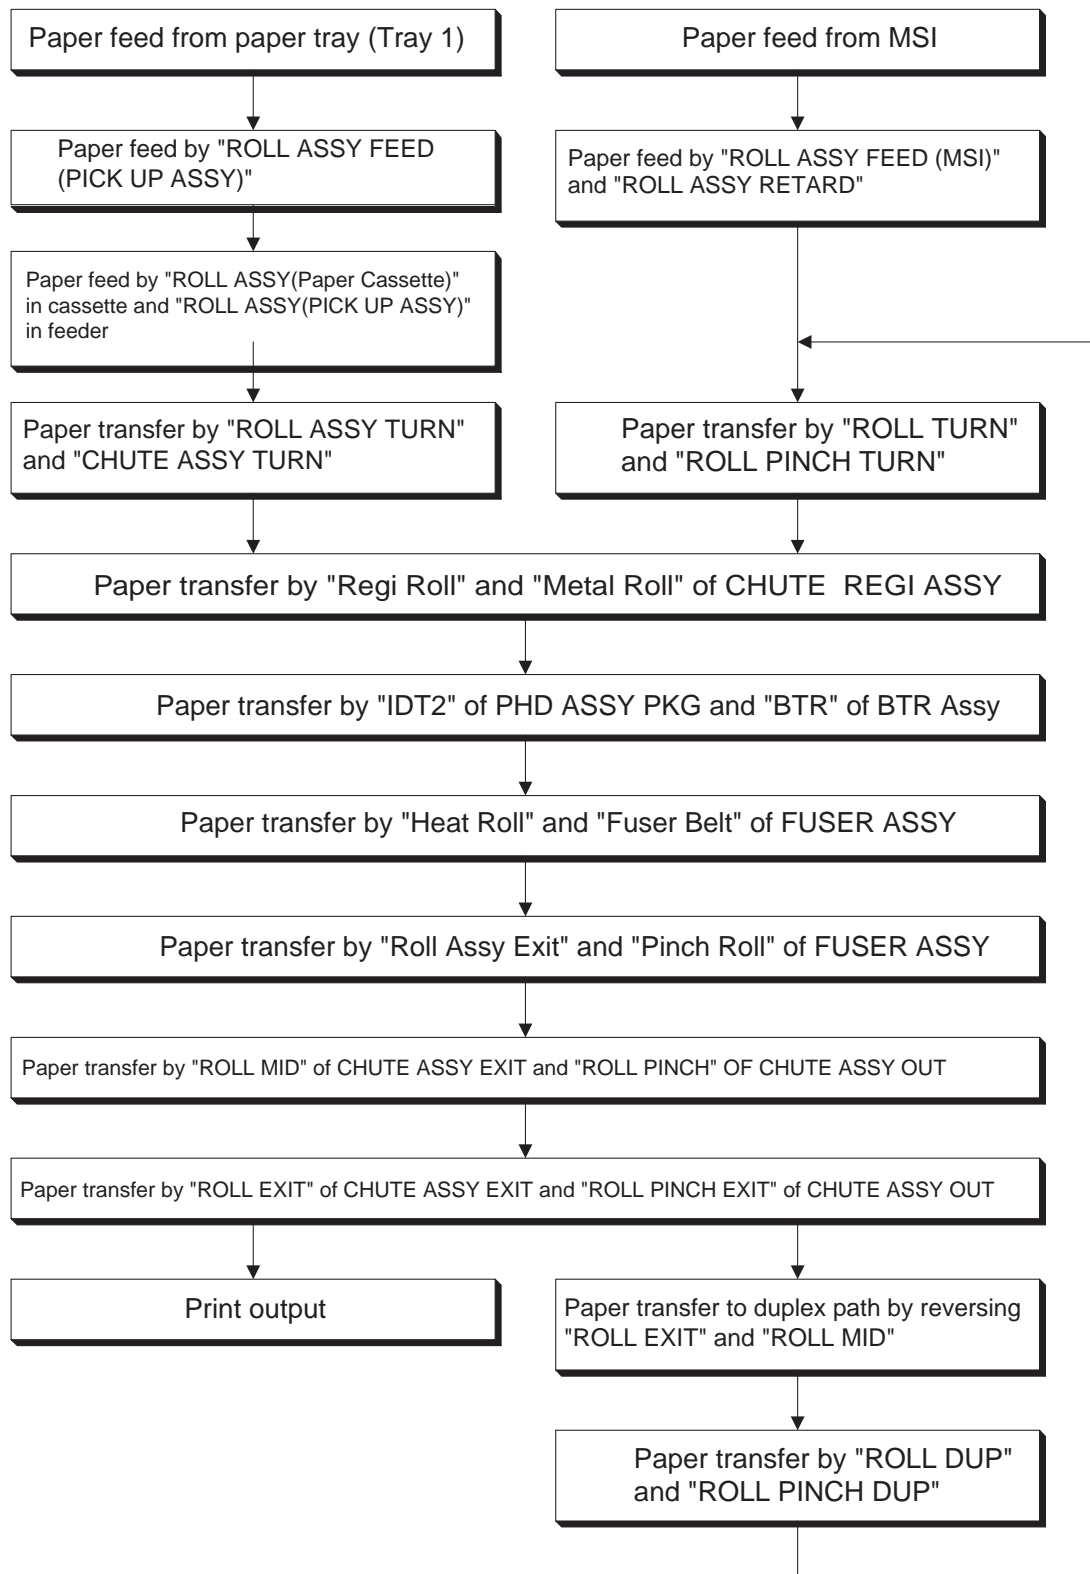 Paper feed from paper tray (Tray 1)
Paper feed from MSI
Paper feed by "ROLL ASSY FEED
(PICK UP ASSY)"
Paper feed by "ROLL ASSY FEED (MSI)"
and "ROLL ASSY RETARD"
Paper feed by "ROLL ASSY(Paper Cassette)"
in cassette and "ROLL ASSY(PICK UP ASSY)"
in feeder
Paper transfer by "ROLL ASSY TURN"
and "CHUTE ASSY TURN"
Paper transfer by "ROLL TURN"
and "ROLL PINCH TURN"
Paper transfer by "Regi Roll" and "Metal Roll" of CHUTE  REGI ASSY
Paper transfer by "IDT2" of PHD ASSY PKG and "BTR" of BTR Assy
Paper transfer by "Heat Roll" and "Fuser Belt" of FUSER ASSY
Paper transfer by "Roll Assy Exit" and "Pinch Roll" of FUSER ASSY
Paper transfer by "ROLL MID" of CHUTE ASSY EXIT and "ROLL PINCH" OF CHUTE ASSY OUT
Paper transfer by "ROLL EXIT" of CHUTE ASSY EXIT and "ROLL PINCH EXIT" of CHUTE ASSY OUT
Print output
Paper transfer to duplex path by reversing
"ROLL EXIT" and "ROLL MID"
Paper transfer by "ROLL DUP"
and "ROLL PINCH DUP"